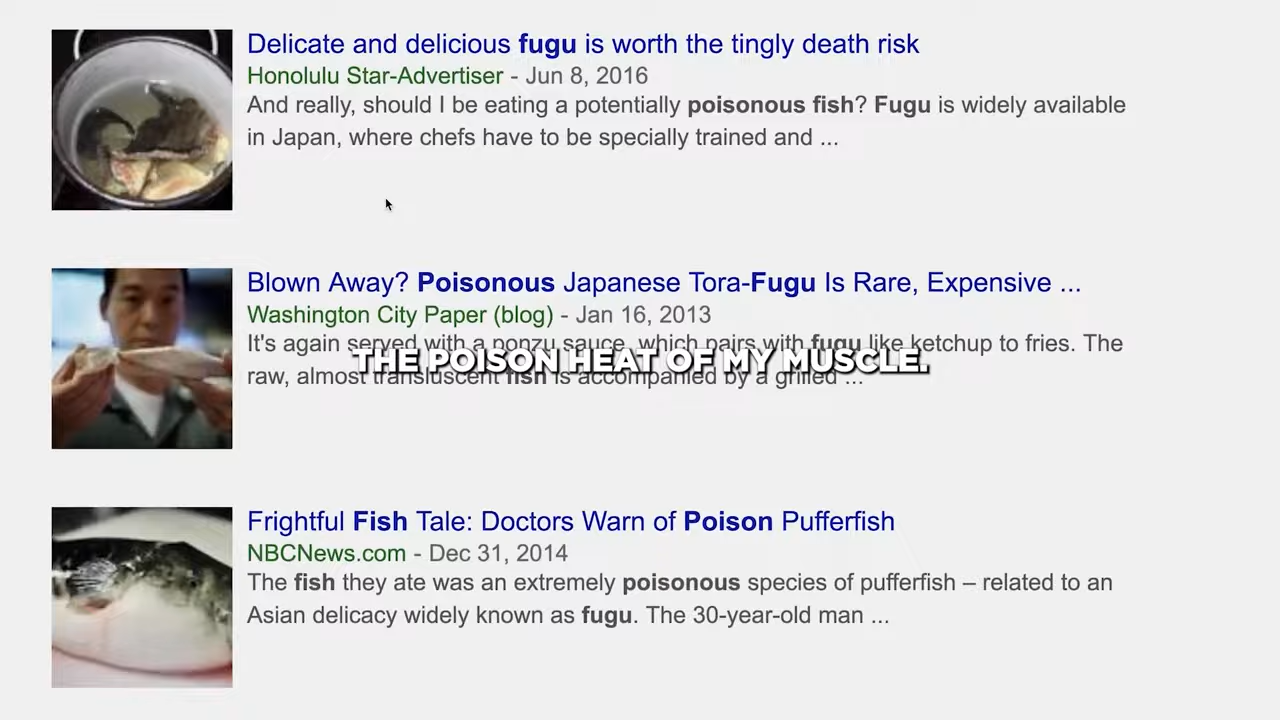 Delicate and delicious fugu is worth the tingly death risk
Honolulu Star-Advertiser - Jun 8, 2016
And really, should I be eating a potentially poisonous fish? Fugu is widely available
in Japan, where chefs have to be specially trained and ...
Blown Away? Poisonous Japanese Tora-Fugu Is Rare, Expensive ...
Washington City Paper (blog) - Jan 16, 2013
It's again served with a ponzu sauce, which pairs with fugu like ketchup to fries. The
THE POISON HEAT OF MY MUSCLE.
raw, almost transluscent fish is accompanied by a grilled ...
Frightful Fish Tale: Doctors Warn of Poison Pufferfish
NBCNews.com - Dec 31, 2014
The fish they ate was an extremely poisonous species of pufferfish – related to an
Asian delicacy widely known as fugu. The 30-year-old man ...